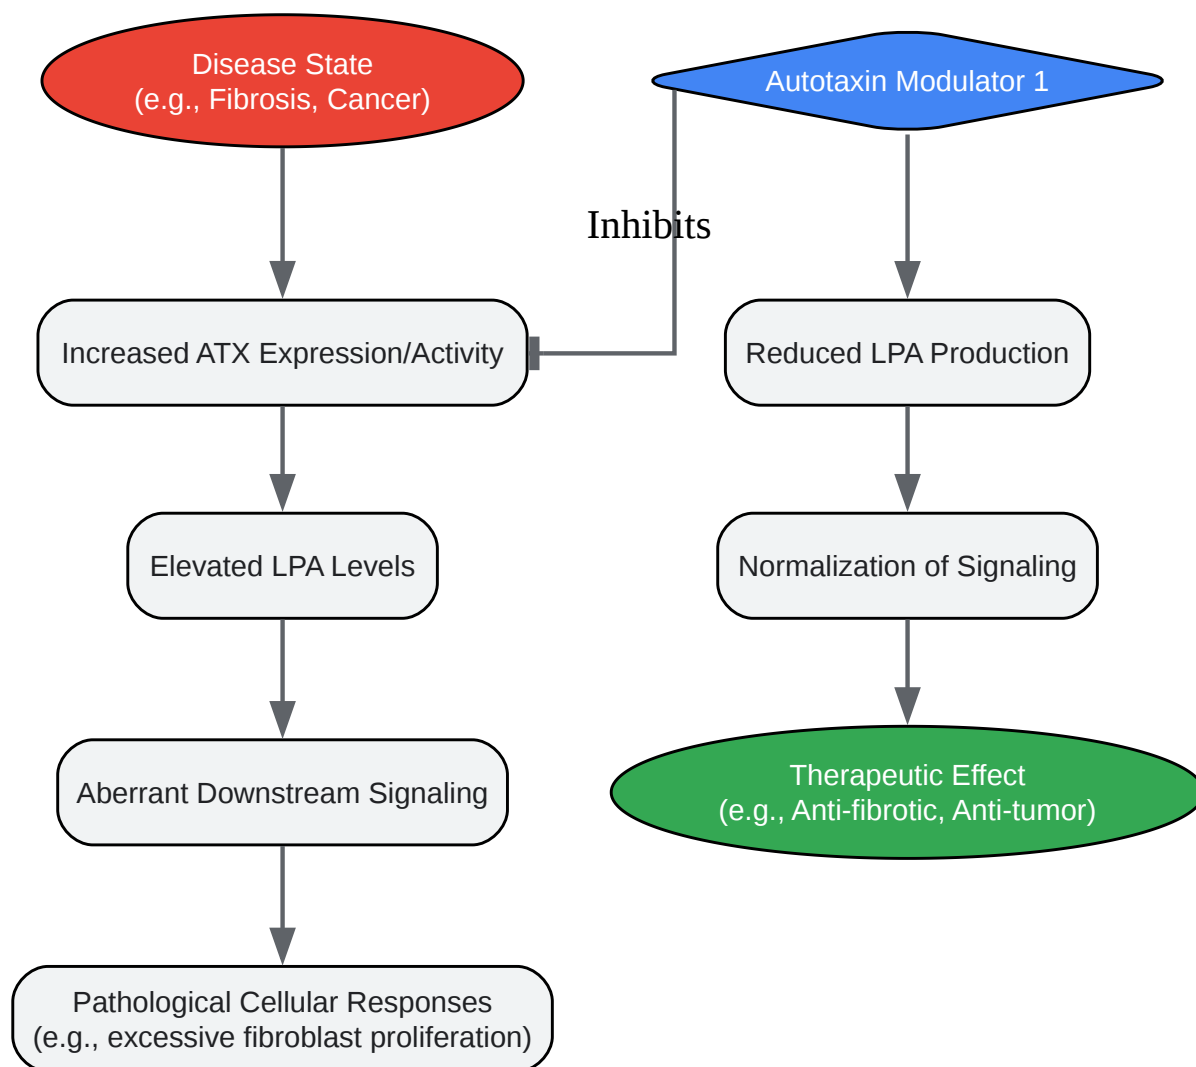 Disease State
(e.g., Fibrosis, Cancer)
Autotaxin Modulator 1
Inhibits
Increased ATX Expression/Activity
Reduced LPA Production
Elevated LPA Levels
Normalization of Signaling
Aberrant Downstream Signaling
Therapeutic Effect
(e.g., Anti-fibrotic, Anti-tumor)
Pathological Cellular Responses
(e.g., excessive fibroblast proliferation)